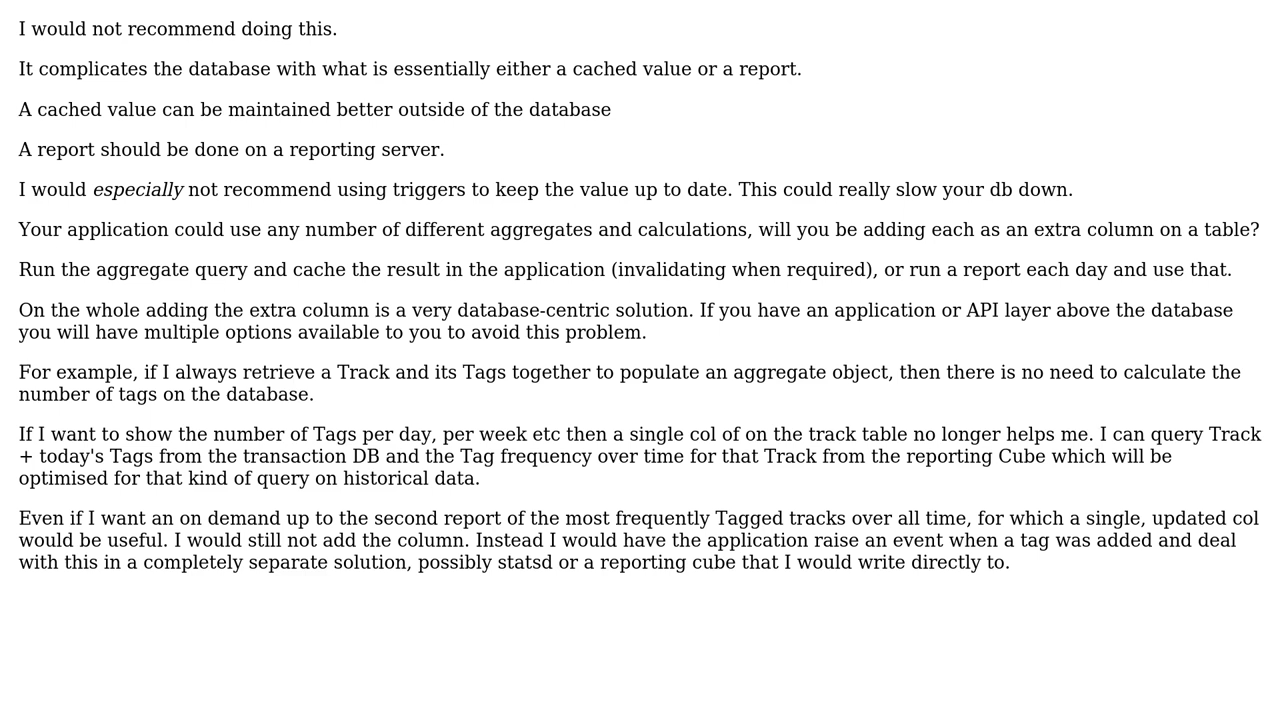 I would not recommend doing this.
It complicates the database with what is essentially either a cached value or a report.
A cached value can be maintained better outside of the database
A report should be done on a reporting server.
I would especially not recommend using triggers to keep the value up to date. This could really slow your db down.
Your application could use any number of different aggregates and calculations, will you be adding each as an extra column on a table?
Run the aggregate query and cache the result in the application (invalidating when required), or run a report each day and use that.
On the whole adding the extra column is a very database-centric solution. If you have an application or API layer above the database
you will have multiple options available to you to avoid this problem.
For example, if I always retrieve a Track and its Tags together to populate an aggregate object, then there is no need to calculate the
number of tags on the database.
If I want to show the number of Tags per day, per week etc then a single col of on the track table no longer helps me. I can query Track
+ today's Tags from the transaction DB and the Tag frequency over time for that Track from the reporting Cube which will be
optimised for that kind of query on historical data.
Even if I want an on demand up to the second report of the most frequently Tagged tracks over all time, for which a single, updated col
would be useful. I would still not add the column. Instead I would have the application raise an event when a tag was added and deal
with this in a completely separate solution, possibly statsd or a reporting cube that I would write directly to.